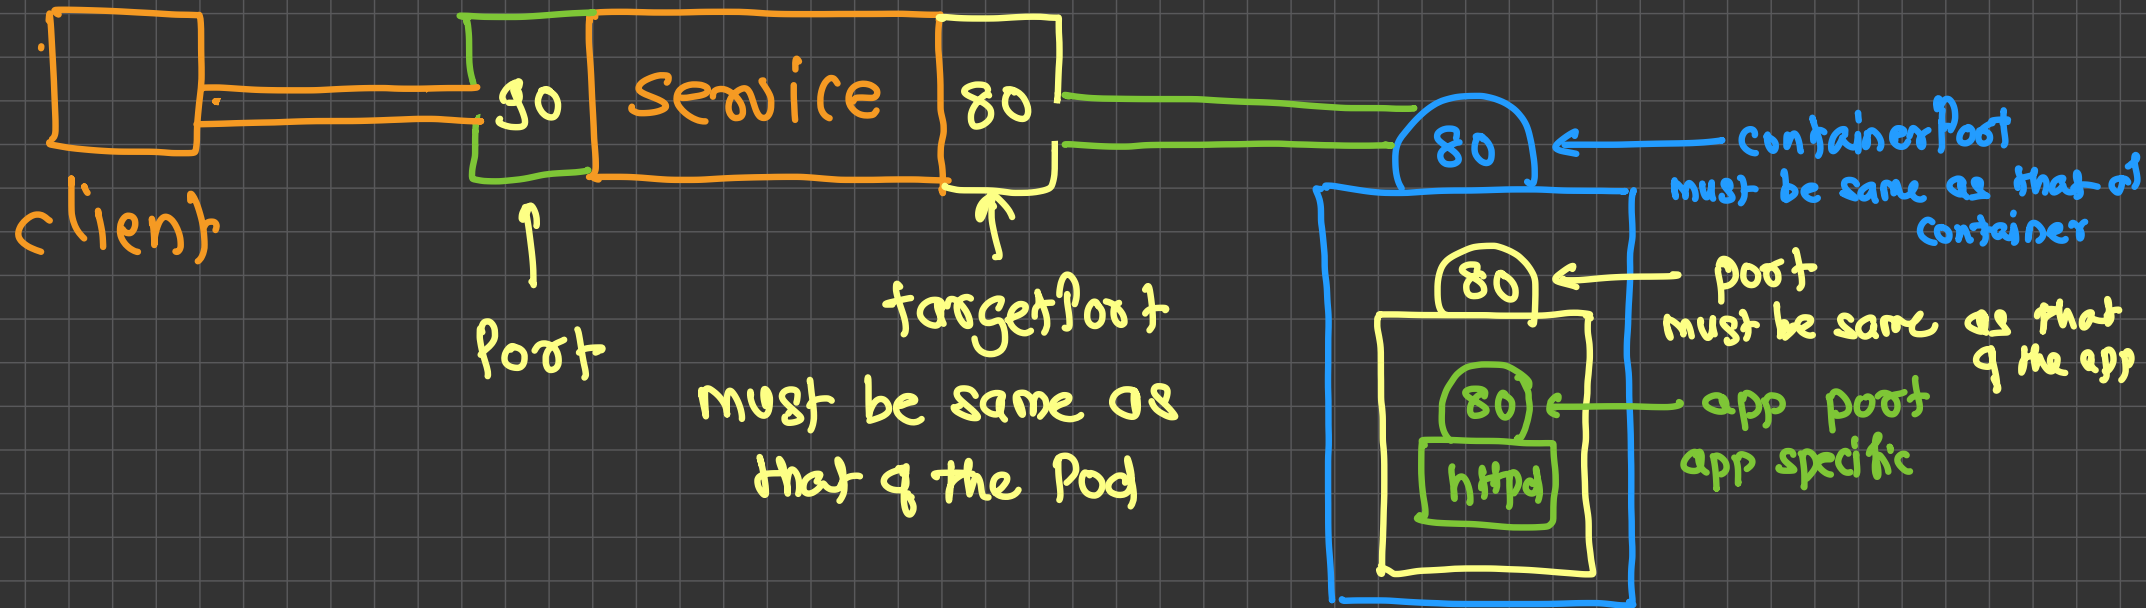 client
90
Service
80
Port
targetPort
must be same as
that of the Pod
80
containerPort
must be same as that of
container
80
port
must be same as that
of the app
80
app port
app specific
httpd